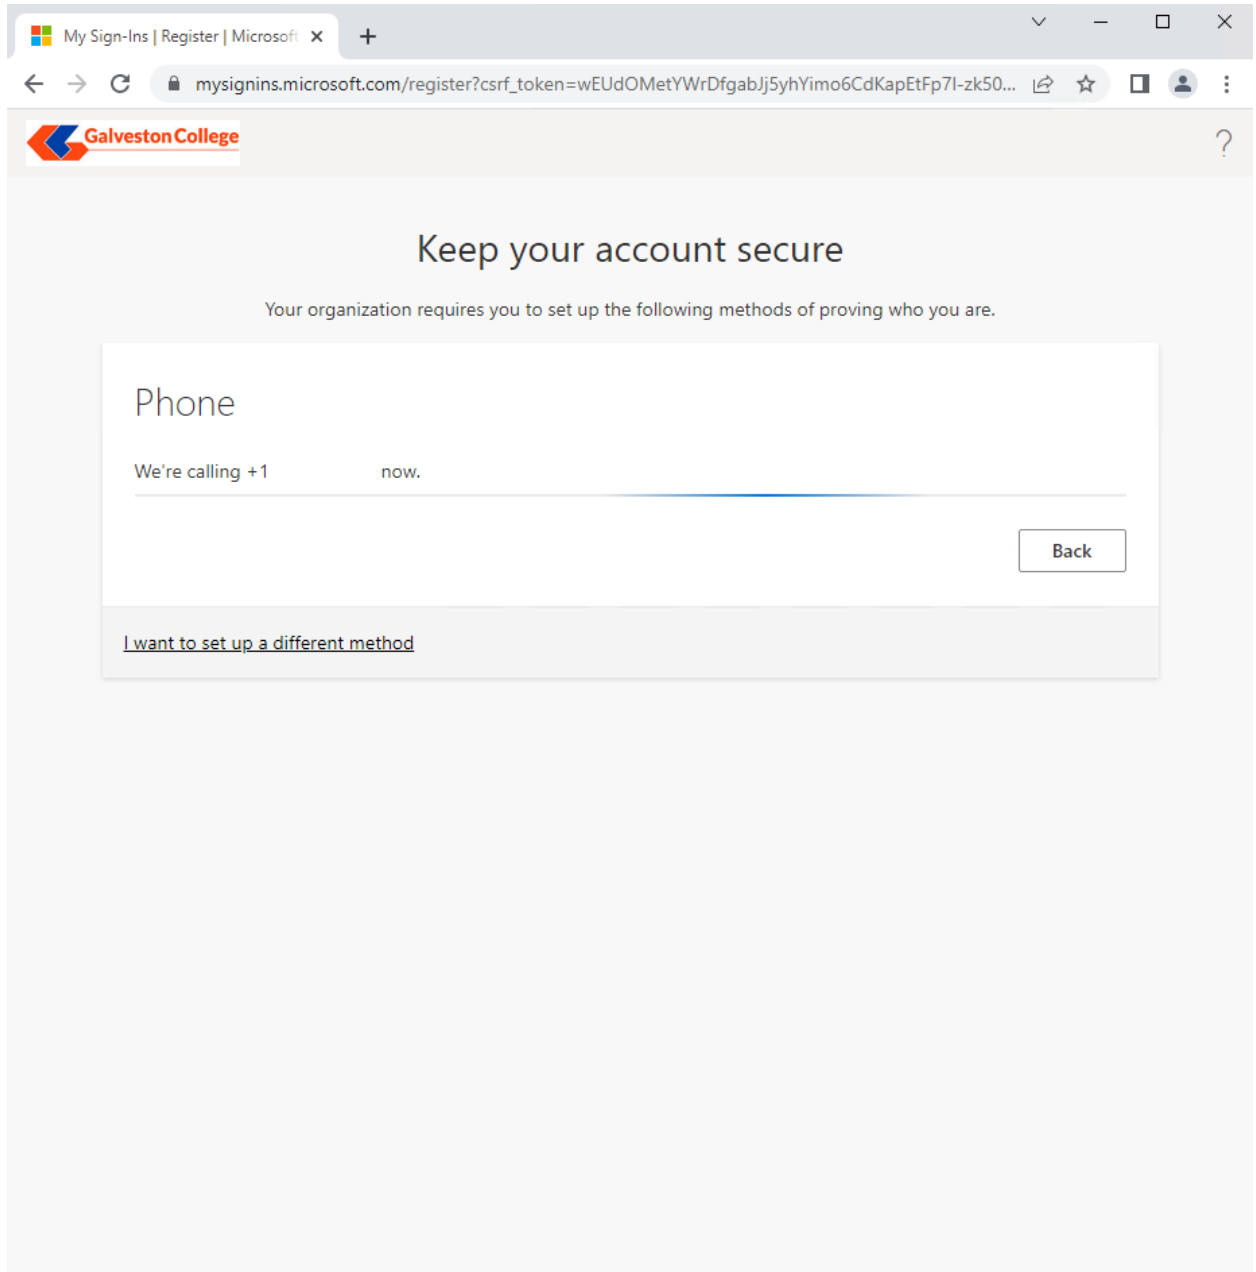 My Sign-Ins | Register | Microsoft
mysignins.microsoft.com/register?csrf_token=wEUdOMetYWrDfgabJj5yhYimo6CdKapEtFp7I-zk50...
Galveston College
?
Keep your account secure
Your organization requires you to set up the following methods of proving who you are.
Phone
We're calling +1 now.
Back
I want to set up a different method